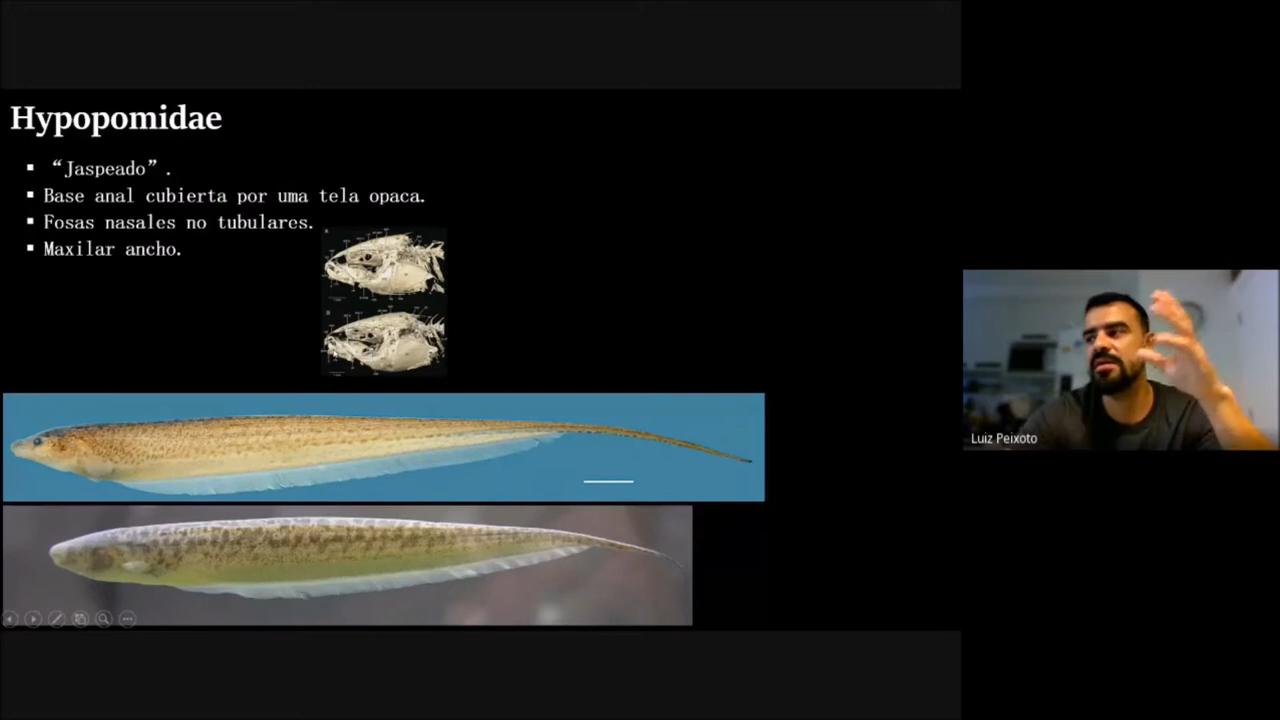 Hypopomidae
▪ “Jaspeado”.
▪ Base anal cubierta por uma tela opaca.
▪ Fosas nasales no tubulares.
▪ Maxilar ancho.
Luiz Peixoto